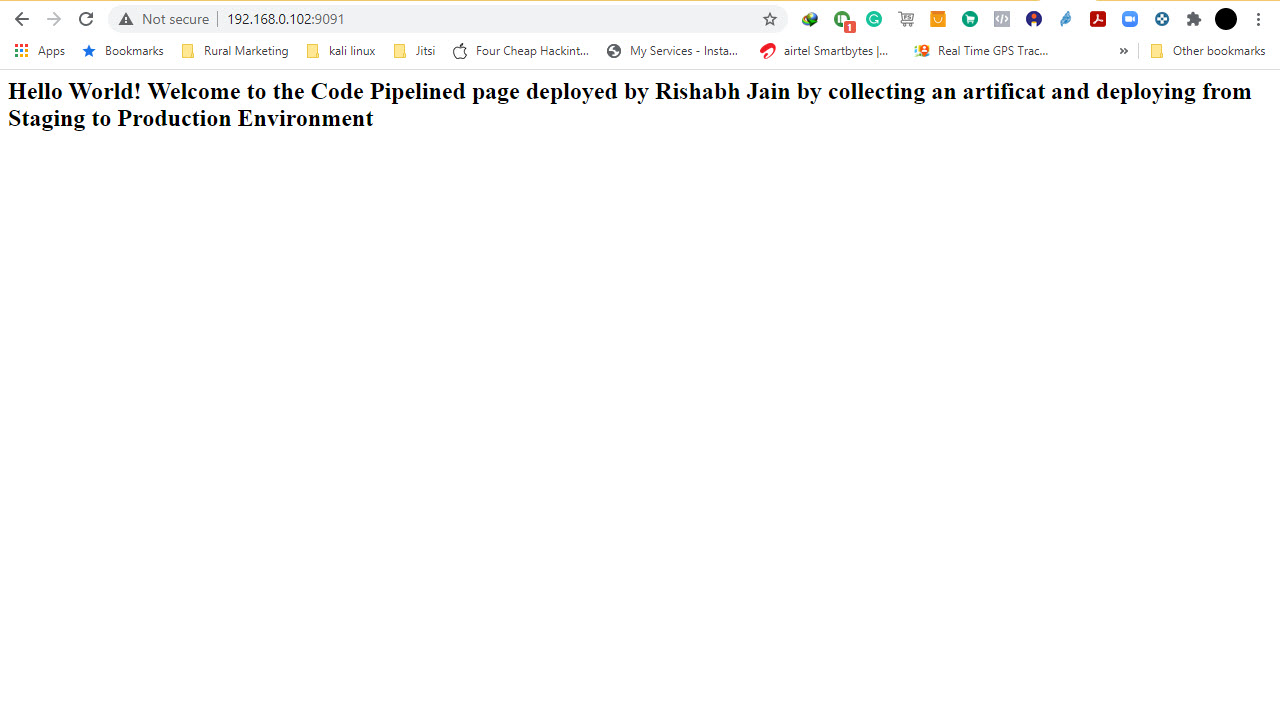 Not secure 192.168.0.102:9091
1
Apps Bookmarks Rural Marketing kali linux Jitsi Four Cheap Hackint... My Services - Insta... airtel Smartbytes |... Real Time GPS Trac... » Other bookmarks
Hello World! Welcome to the Code Pipelined page deployed by Rishabh Jain by collecting an artificat and deploying from
Staging to Production Environment